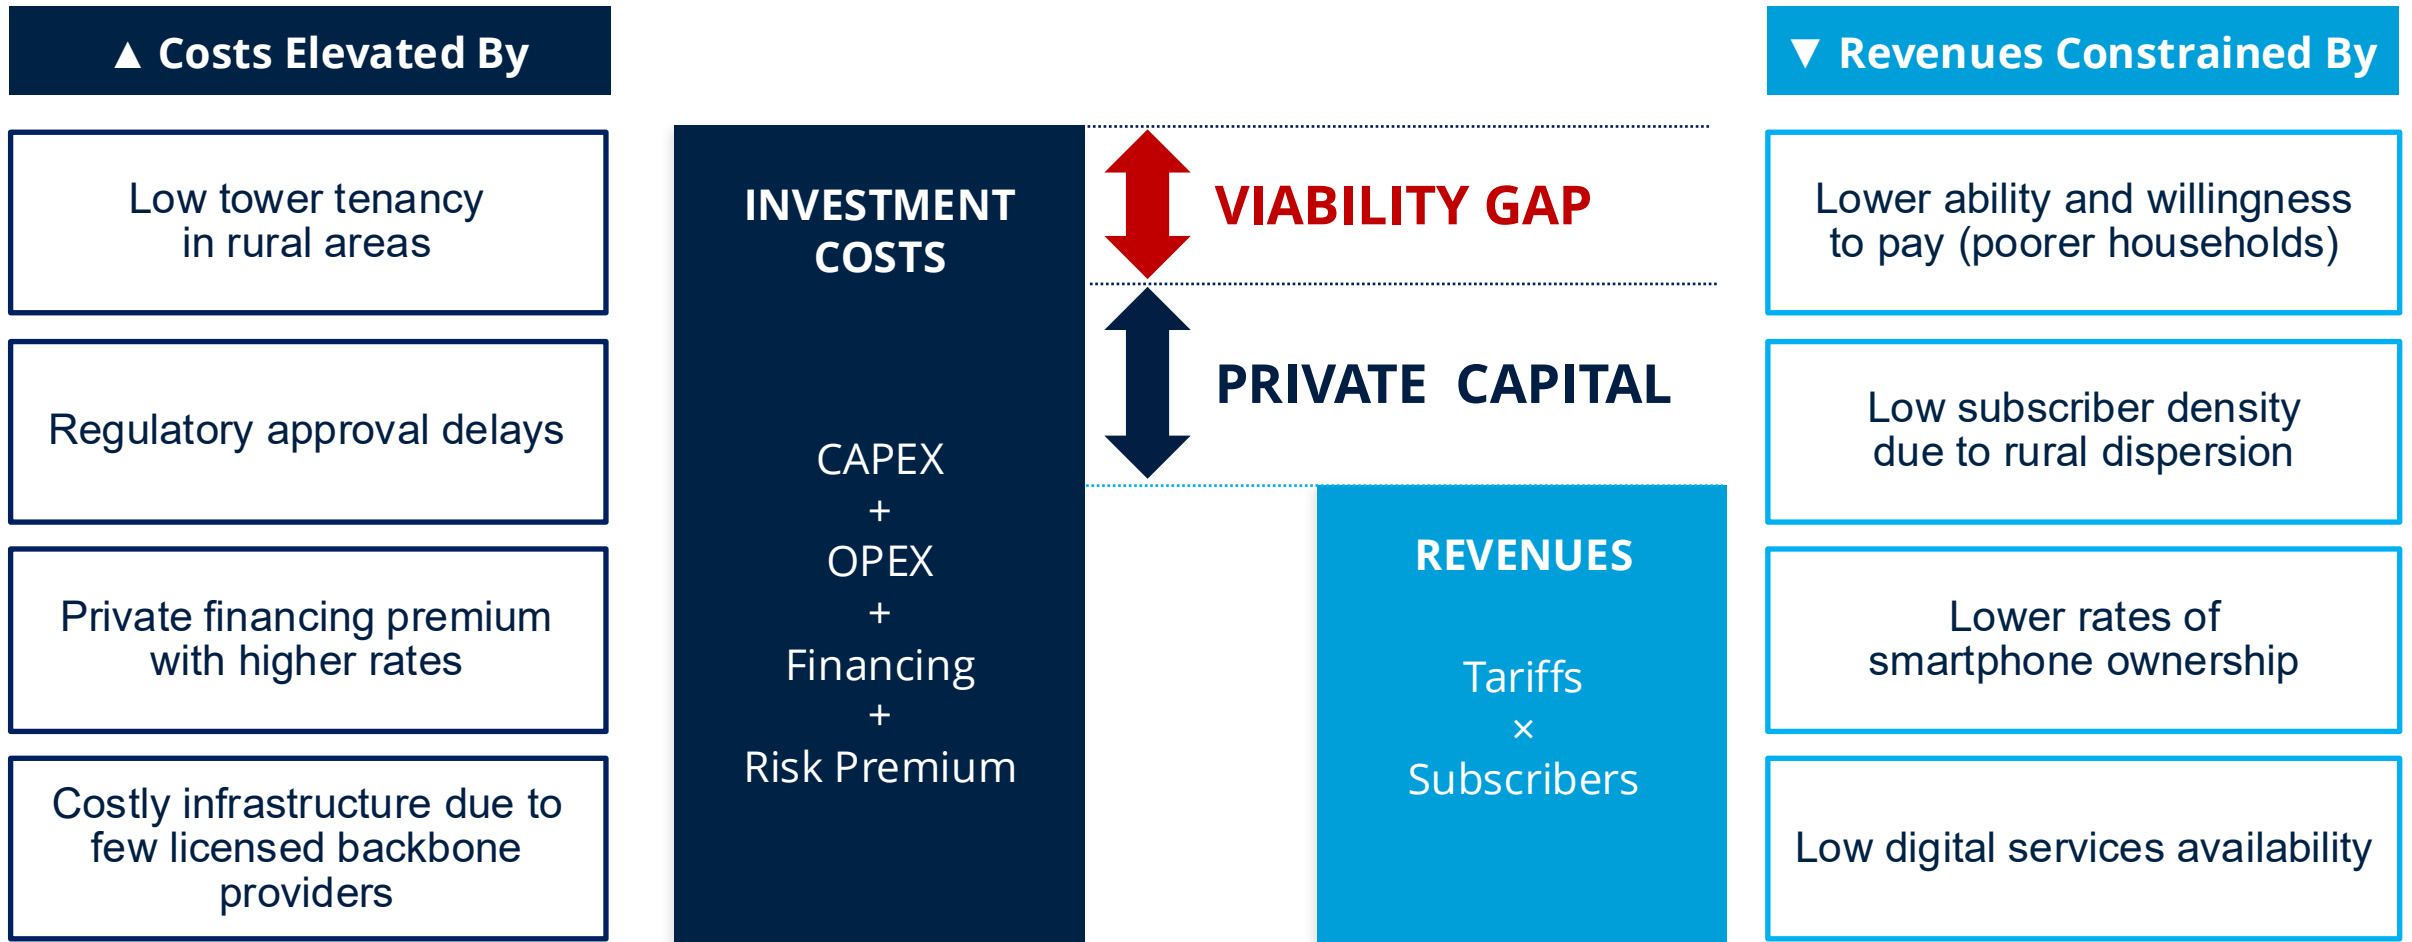 ▲ Costs Elevated By
Low tower tenancy
in rural areas
Regulatory approval delays
Private financing premium
with higher rates
Costly infrastructure due to
few licensed backbone
providers
INVESTMENT
COSTS
CAPEX
+
OPEX
+
Financing
+
Risk Premium
VIABILITY GAP
PRIVATE CAPITAL
REVENUES
Tariffs
×
Subscribers
▼ Revenues Constrained By
Lower ability and willingness
to pay (poorer households)
Low subscriber density
due to rural dispersion
Lower rates of
smartphone ownership
Low digital services availability